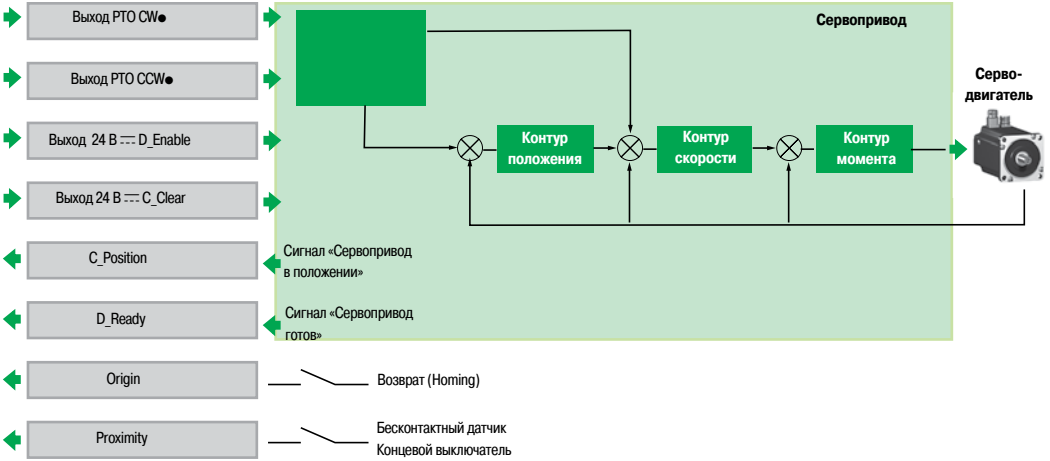 Выход PTO CW●
Сервопривод
Выход PTO CCW●
Серво-
двигатель
Выход 24 В ⎓ D_Enable
Контур
положения
Контур
скорости
Контур
момента
Выход 24 В ⎓ C_Clear
C_Position
Сигнал «Сервопривод
в положении»
D_Ready
Сигнал «Сервопривод
готов»
Origin
Возврат (Homing)
Proximity
Бесконтактный датчик
Концевой выключатель